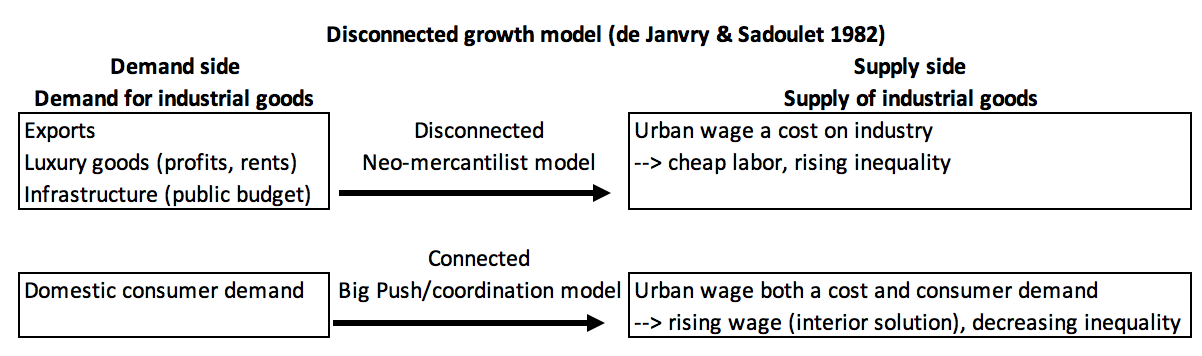 Disconnected growth model (de Janvry & Sadoulet 1982)
Demand side
Supply side
Demand for industrial goods
Supply of industrial goods
Exports
Luxury goods (profits, rents)
Infrastructure (public budget)
Disconnected
Neo-mercantilist model
Urban wage a cost on industry
--> cheap labor, rising inequality
Domestic consumer demand
Connected
Big Push/coordination model
Urban wage both a cost and consumer demand
--> rising wage (interior solution), decreasing inequality